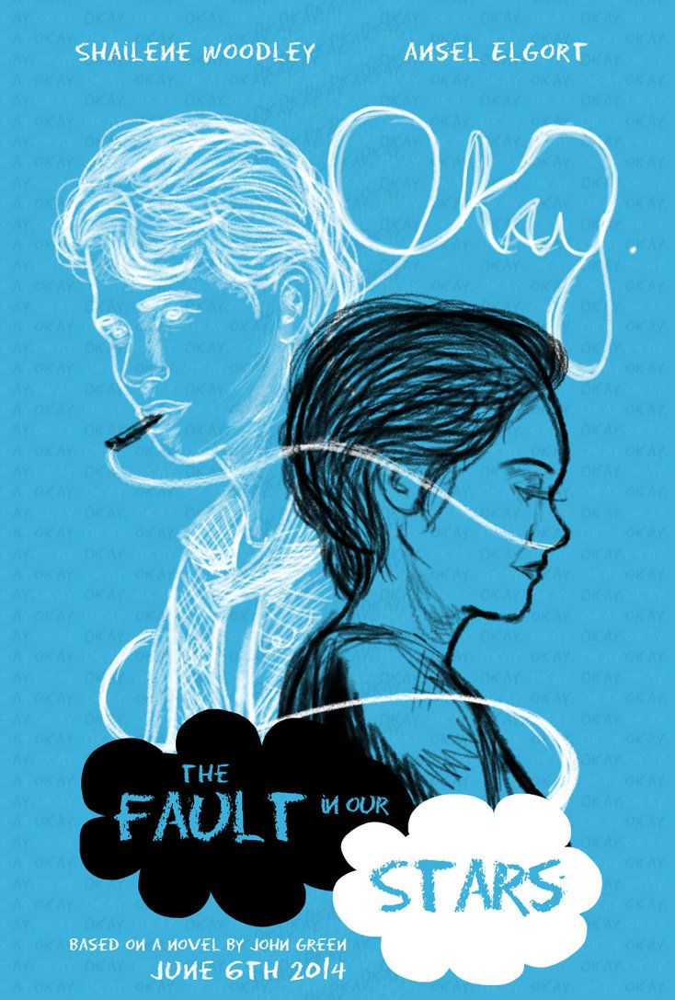 SHAILENE WOODLEY
ANSEL ELGORT
Okay.
THE
FAULT IN OUR
STARS
BASED ON A NOVEL BY JOHN GREEN
JUNE 6TH 2014